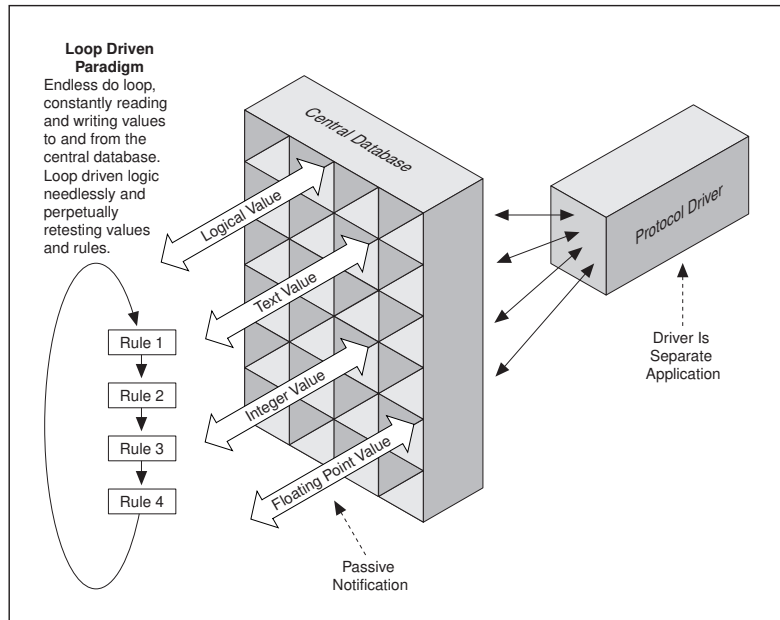 Loop Driven
Paradigm
Endless do loop,
constantly reading
and writing values
to and from the
central database.
Loop driven logic
needlessly and
perpetually
retesting values
and rules.
Central Database
Protocol Driver
Logical Value
Text Value
Integer Value
Floating Point Value
Rule 1
Rule 2
Rule 3
Rule 4
Driver Is
Separate
Application
Passive
Notification